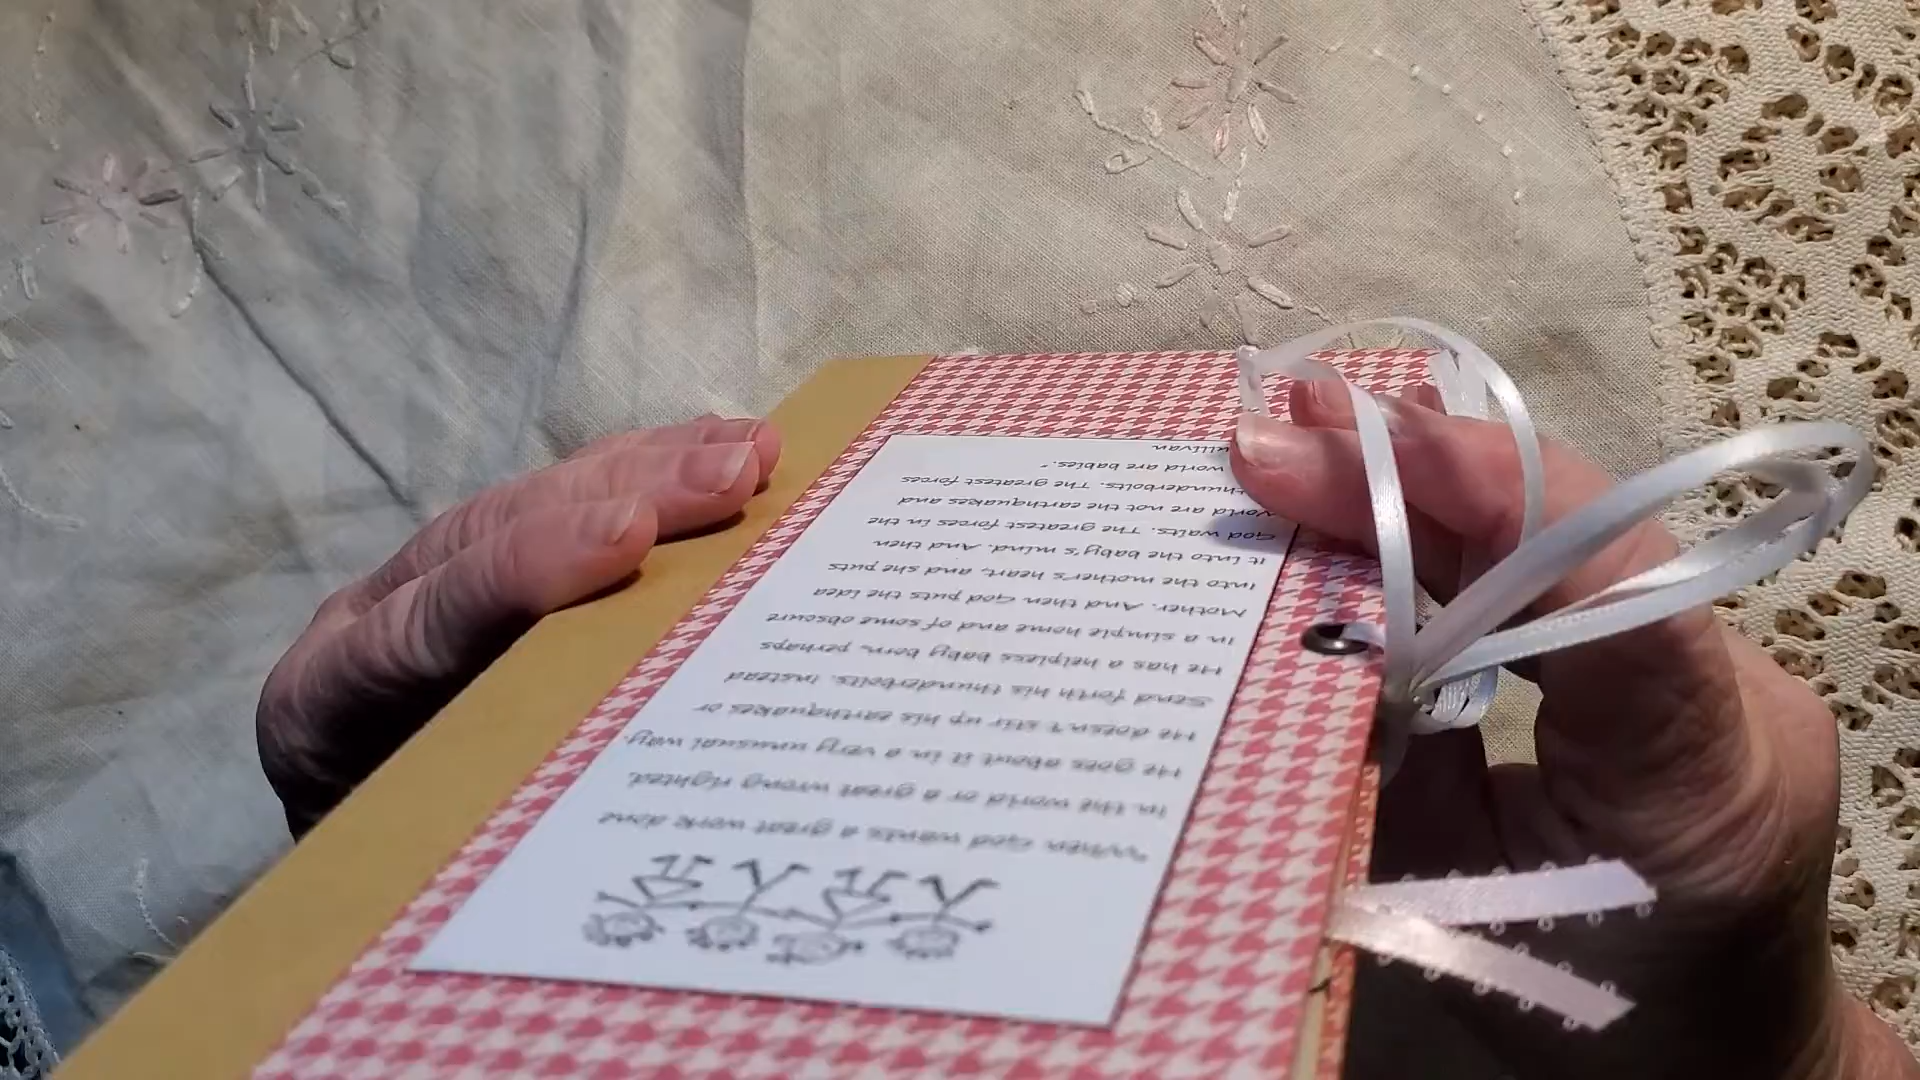 "When God wants a great work done
in the world or a great wrong righted,
He goes about it in a very unusual way.
He doesn't stir up his earthquakes or
send forth his thunderbolts. Instead
He has a helpless baby born, perhaps
in a simple home and of some obscure
Mother. And then God puts the idea
into the mother's heart, and she puts
it into the baby's mind. And then
God waits. The greatest forces in the
world are not the earthquakes and
thunderbolts. The greatest forces
world are babies."